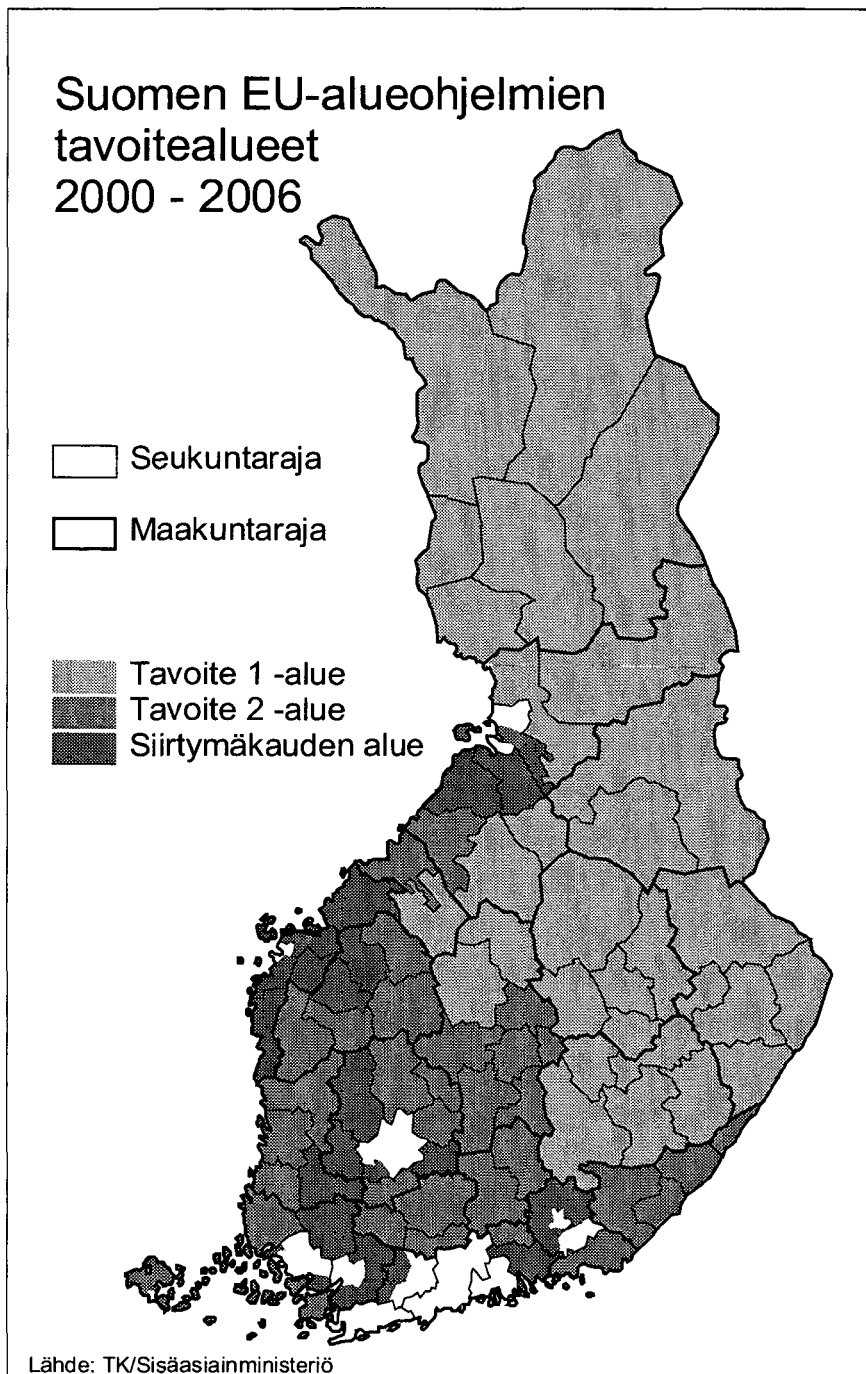 Suomen EU-alueohjelmien
tavoitealueet
2000 - 2006
Seukuntaraja
Maakuntaraja
Tavoite 1 -alue
Tavoite 2 -alue
Siirtymäkauden alue
Lähde: TK/Sisäasiainministeriö